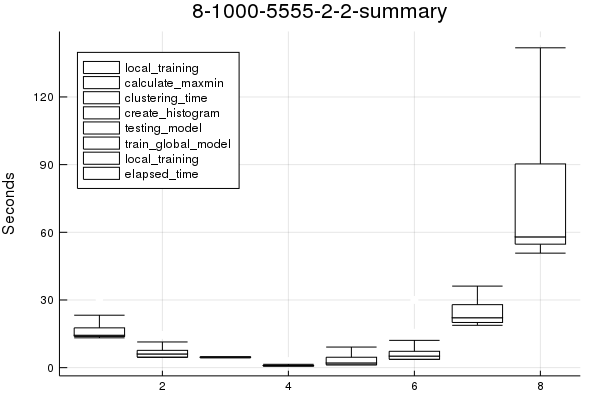 8-1000-5555-2-2-summary
local_training
calculate_maxmin
clustering_time
create_histogram
testing_model
train_global_model
local_training
elapsed_time
Seconds
120
90
60
30
0
2
4
6
8